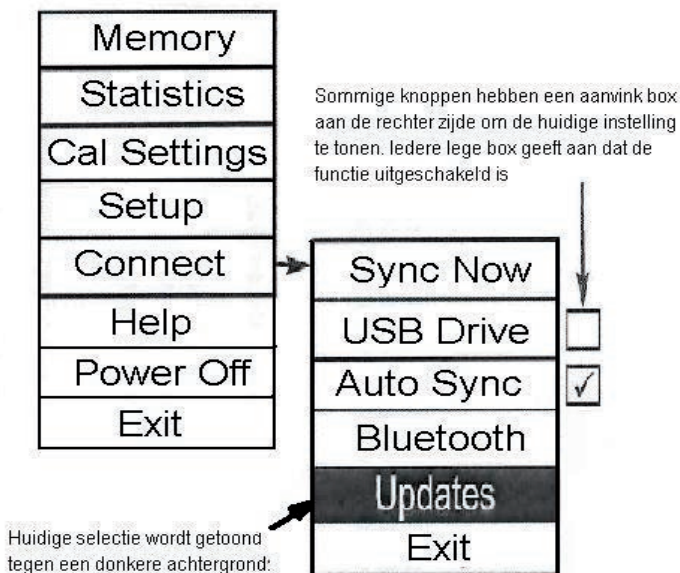 Memory
Statistics
Cal Settings
Setup
Connect
Help
Power Off
Exit
Sommige knoppen hebben een aanvink box
aan de rechter zijde om de huidige instelling
te tonen. Iedere lege box geeft aan dat de
functie uitgeschakeld is
Sync Now
USB Drive
Auto Sync
Bluetooth
Updates
Exit
Huidige selectie wordt getoond
tegen een donkere achtergrond: